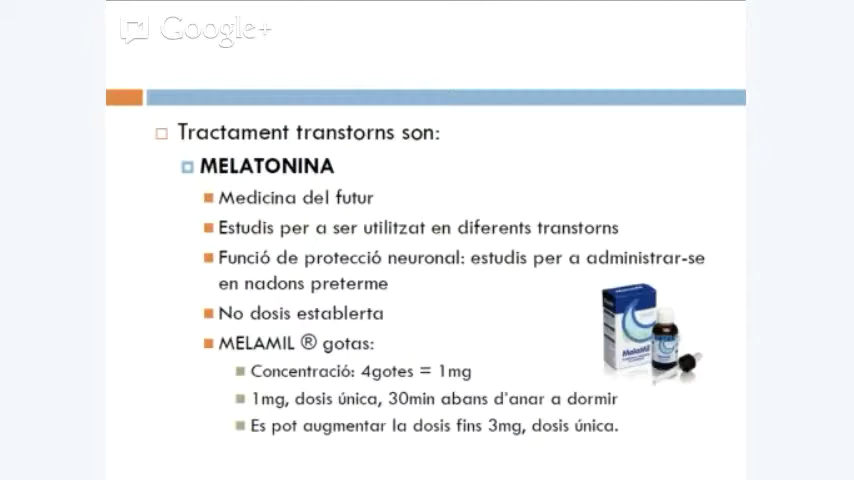 Google+
Tractament transtorns son:
MELATONINA
Medicina del futur
Estudis per a ser utilitzat en diferents transtorns
Funció de protecció neuronal: estudis per a administrar-se
en nadons preterme
No dosis establerta
MELAMIL ® gotas:
Concentració: 4gotes = 1mg
1mg, dosis única, 30min abans d'anar a dormir
Es pot augmentar la dosis fins 3mg, dosis única.
MelaMil